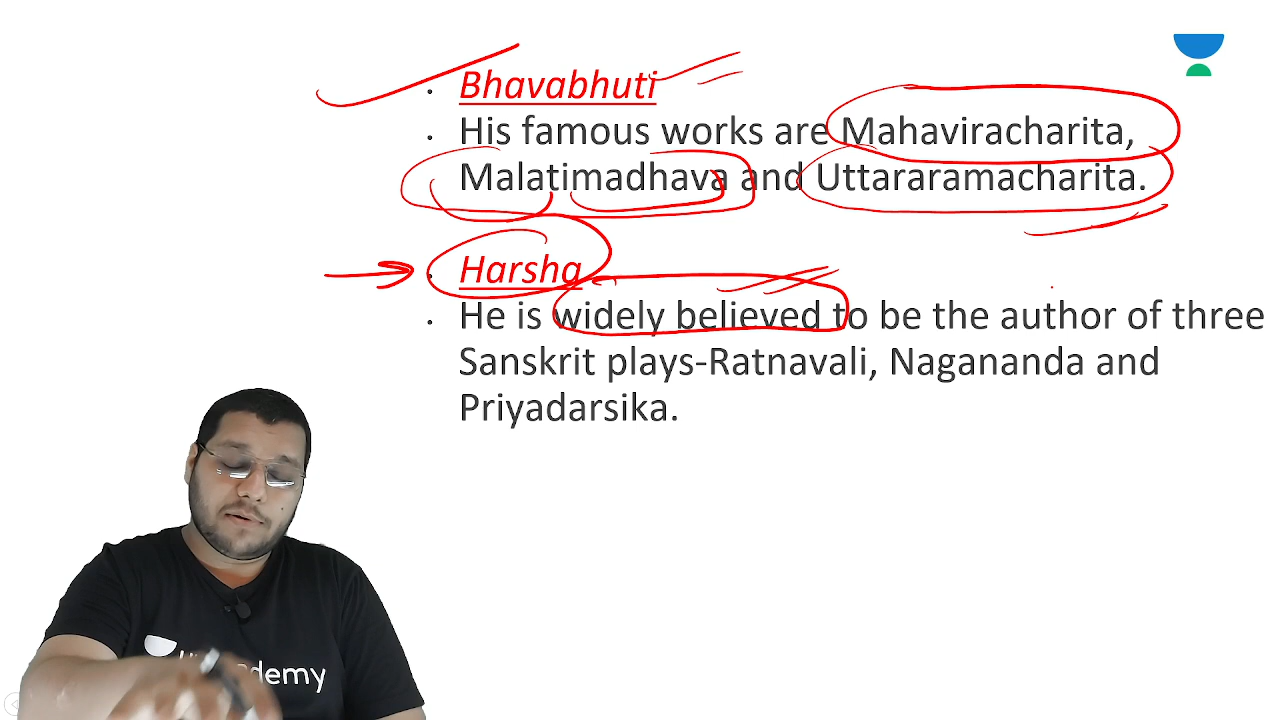 Bhavabhuti
His famous works are Mahaviracharita,
Malatimadhava and Uttararamacharita.
Harsha
He is widely believed to be the author of three
Sanskrit plays-Ratnavali, Nagananda and
Priyadarsika.